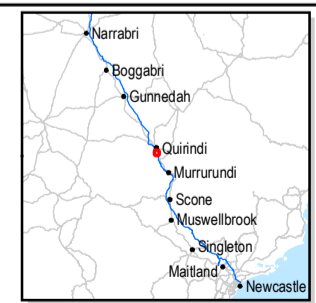 Narrabri
Boggabri
Gunnedah
Quirindi
Murrurundi
Scone
Muswellbrook
Singleton
Maitland
Newcastle